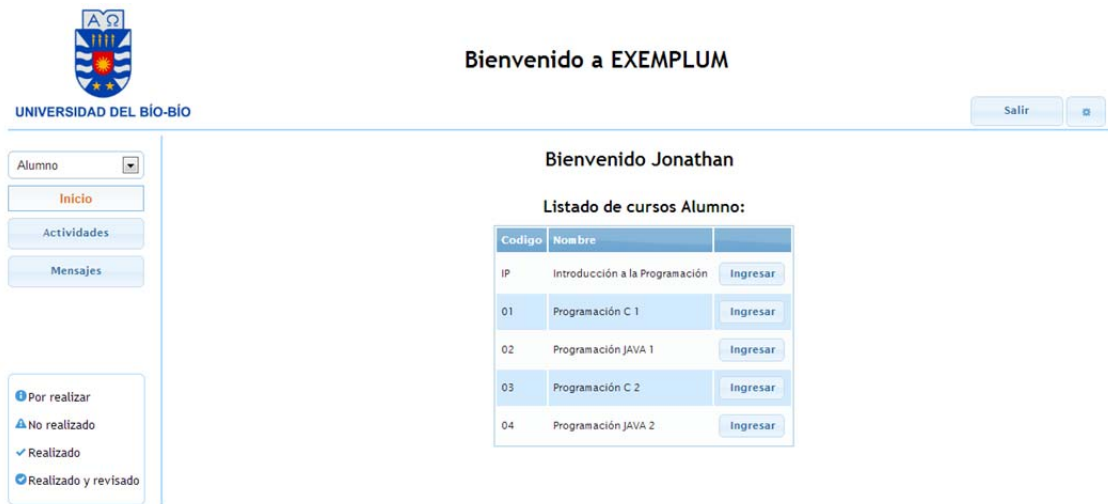 ΑΩ
Bienvenido a EXEMPLUM
UNIVERSIDAD DEL BÍO-BÍO
Salir
Alumno
Inicio
Actividades
Mensajes
Bienvenido Jonathan
Listado de cursos Alumno:
Codigo Nombre
IP Introducción a la Programación Ingresar
01 Programación C 1 Ingresar
02 Programación JAVA 1 Ingresar
03 Programación C 2 Ingresar
04 Programación JAVA 2 Ingresar
Por realizar
No realizado
Realizado
Realizado y revisado